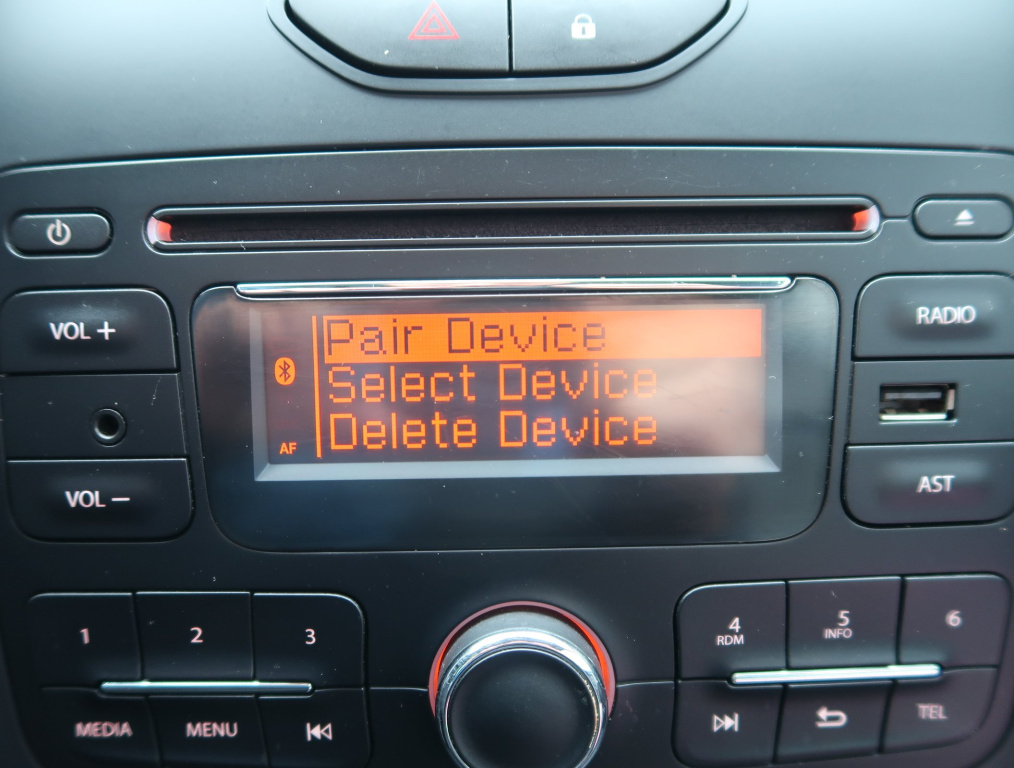 VOL +
RADIO
Pair Device
Select Device
Delete Device
AF
VOL −
AST
1
2
3
4
RDM
5
INFO
6
MEDIA
MENU
TEL